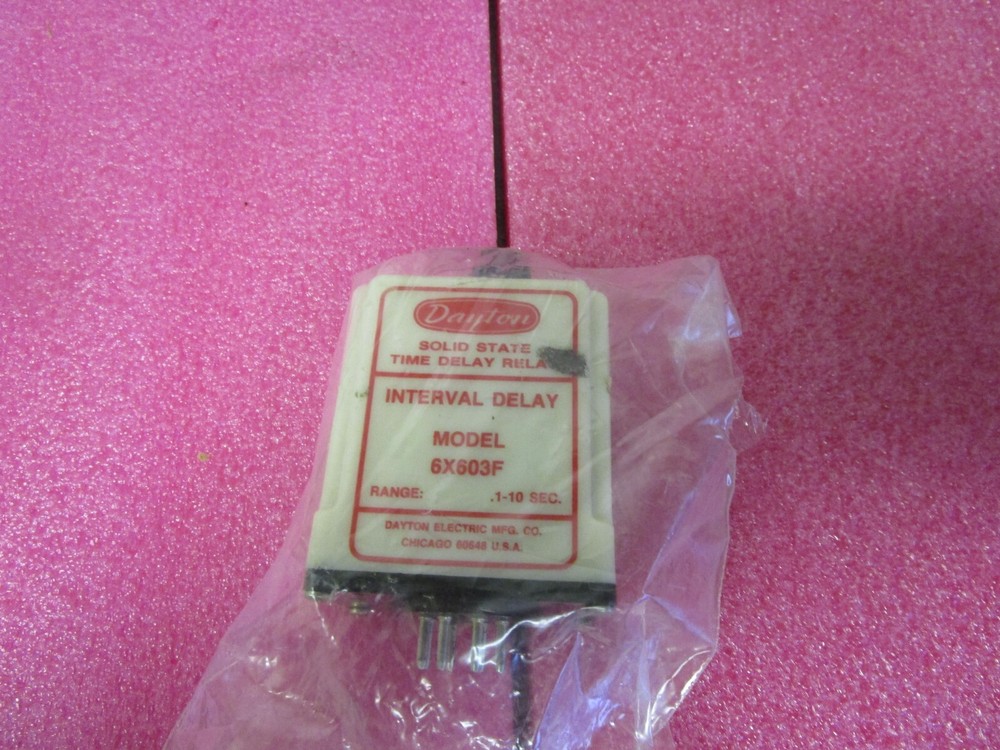 Dayton
SOLID STATE
TIME DELAY RELA
INTERVAL DELAY
MODEL
6X603F
RANGE: .1-10 SEC.
DAYTON ELECTRIC MFG. CO.
CHICAGO 60648 U.S.A.